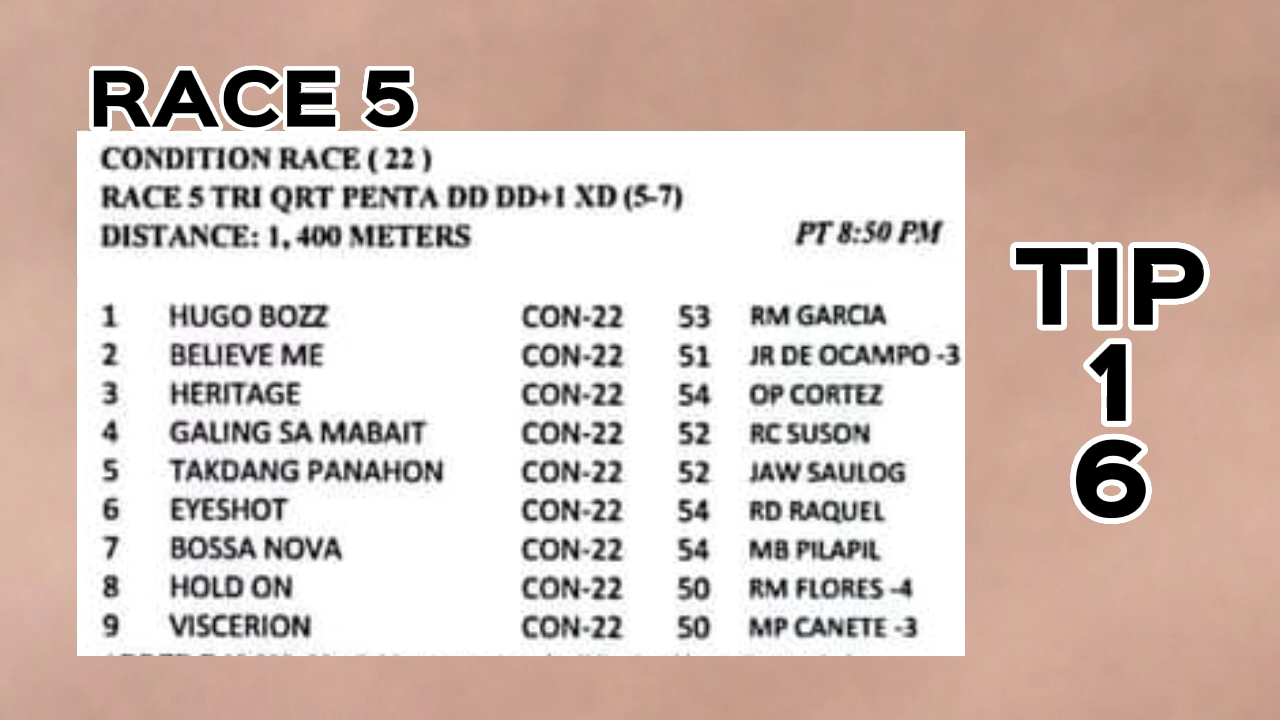 RACE 5
CONDITION RACE ( 22 )
RACE 5 TRI QRT PENTA DD DD+1 XD (5-7)
DISTANCE: 1, 400 METERS PT 8:50 PM
1 HUGO BOZZ CON-22 53 RM GARCIA
2 BELIEVE ME CON-22 51 JR DE OCAMPO -3
3 HERITAGE CON-22 54 OP CORTEZ
4 GALING SA MABAIT CON-22 52 RC SUSON
5 TAKDANG PANAHON CON-22 52 JAW SAULOG
6 EYESHOT CON-22 54 RD RAQUEL
7 BOSSA NOVA CON-22 54 MB PILAPIL
8 HOLD ON CON-22 50 RM FLORES -4
9 VISCERION CON-22 50 MP CANETE -3
TIP
1
6